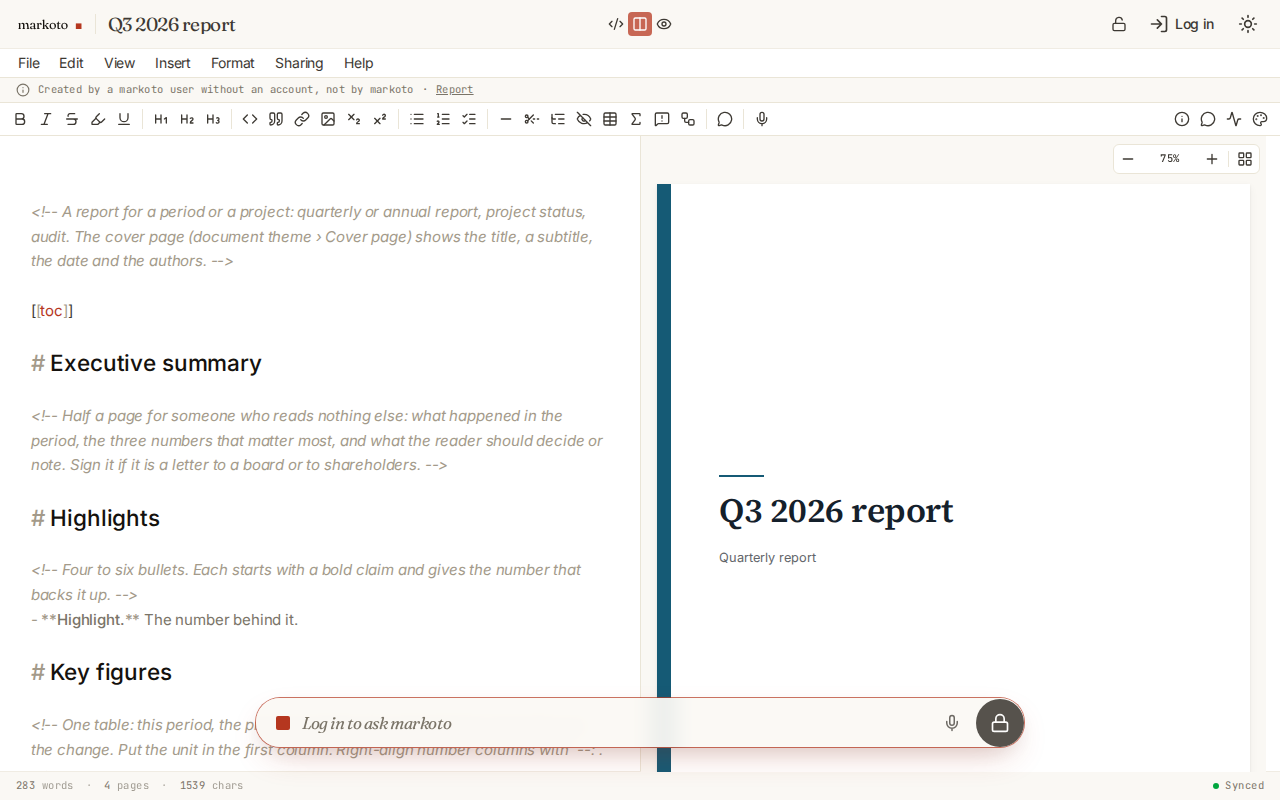 markoto
Q3 2026 report
Log in
File Edit View Insert Format Sharing Help
Created by a markoto user without an account, not by markoto · Report
H1 H2 H3
75%
<!-- A report for a period or a project: quarterly or annual report, project status,
audit. The cover page (document theme › Cover page) shows the title, a subtitle,
the date and the authors. -->
[[toc]]
# Executive summary
<!-- Half a page for someone who reads nothing else: what happened in the
period, the three numbers that matter most, and what the reader should decide or
note. Sign it if it is a letter to a board or to shareholders. -->
# Highlights
<!-- Four to six bullets. Each starts with a bold claim and gives the number that
backs it up. -->
- **Highlight.** The number behind it.
# Key figures
<!-- One table: this period, the
the change. Put the unit in the first column. Right-align number columns with `--:`.
Q3 2026 report
Quarterly report
Log in to ask markoto
283 words · 4 pages · 1539 chars
Synced